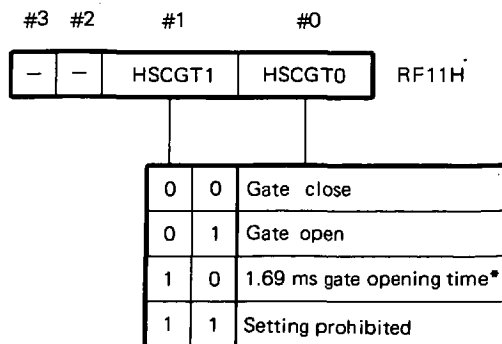 #3 #2 #1 #0
— — HSCGT1 HSCGT0 RF11H
0 0 Gate close
0 1 Gate open
1 0 1.69 ms gate opening time*
1 1 Setting prohibited